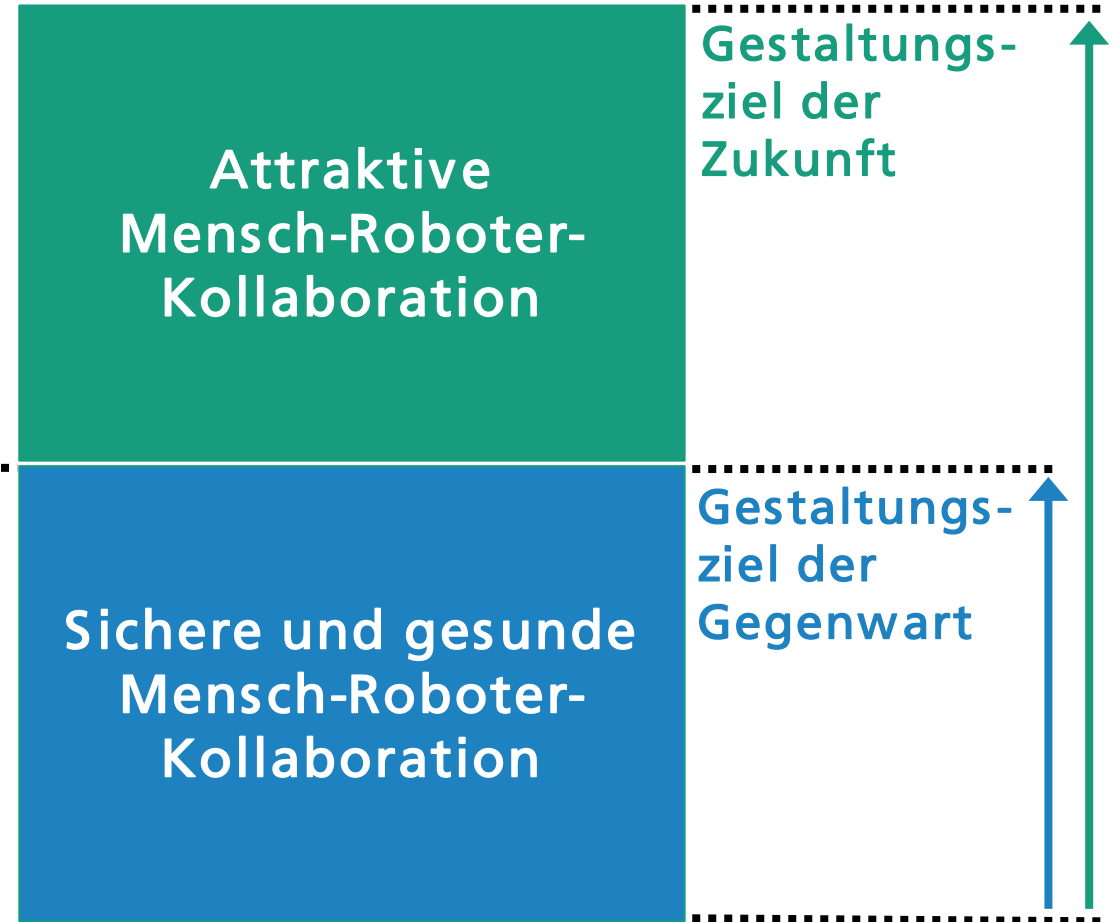 Attraktive
Mensch-Roboter-
Kollaboration
Gestaltungs-
ziel der
Zukunft
Sichere und gesunde
Mensch-Roboter-
Kollaboration
Gestaltungs-
ziel der
Gegenwart